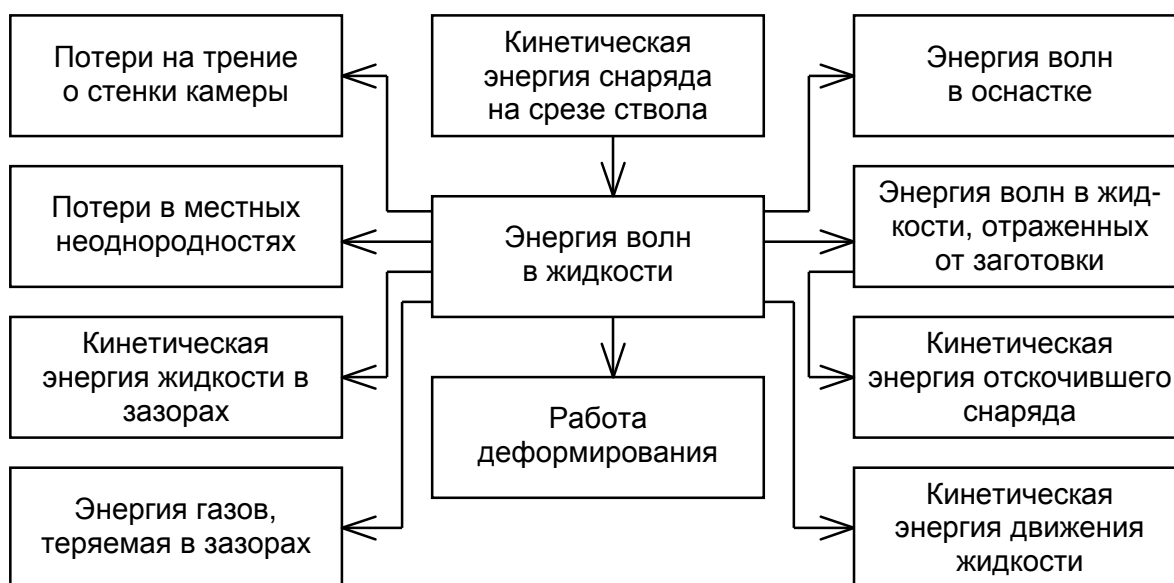 Потери на трение
о стенки камеры
Кинетическая
энергия снаряда
на срезе ствола
Энергия волн
в оснастке
Потери в местных
неоднородностях
Энергия волн
в жидкости
Энергия волн в жид-
кости, отраженных
от заготовки
Кинетическая
энергия жидкости в
зазорах
Работа
деформирования
Кинетическая
энергия отскочившего
снаряда
Энергия газов,
теряемая в зазорах
Кинетическая
энергия движения
жидкости